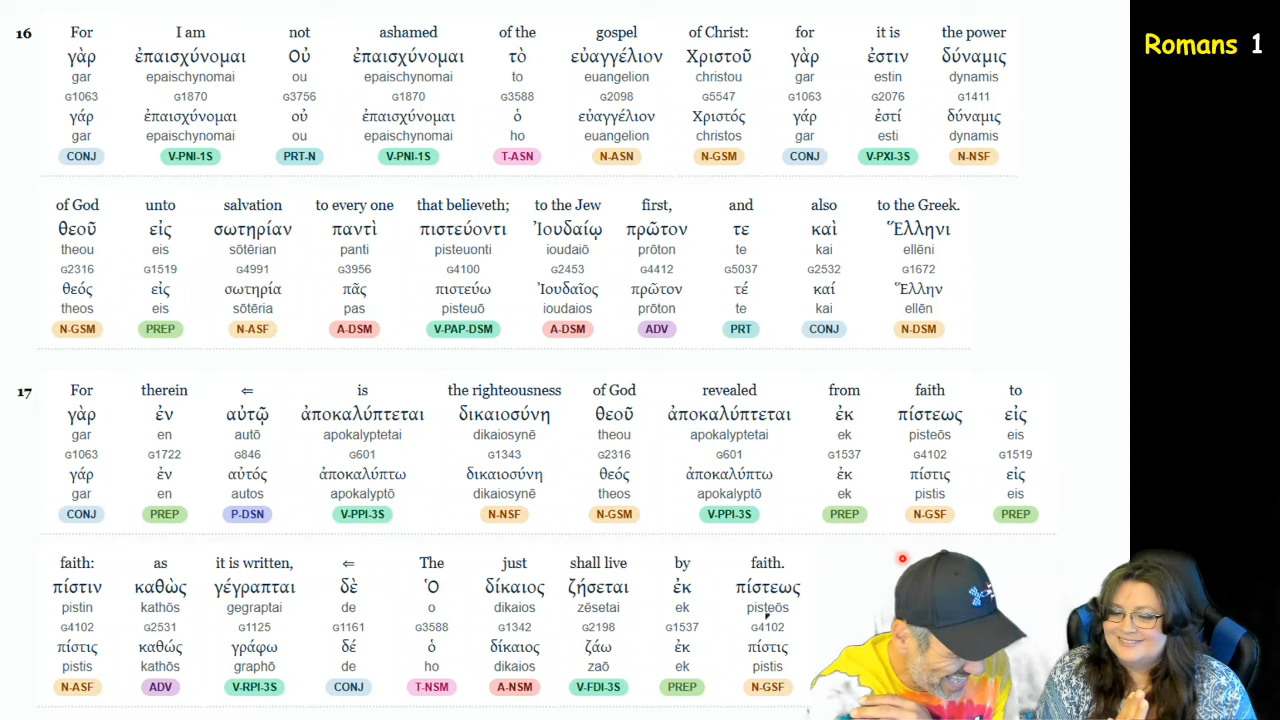 Romans 1
16 For I am not ashamed of the gospel of Christ: for it is the power
γὰρ ἐπαισχύνομαι Οὐ ἐπαισχύνομαι τὸ εὐαγγέλιον Χριστοῦ γὰρ ἐστιν δύναμις
gar epaischynomai ou epaischynomai to euangelion christou gar estin dynamis
G1063 G1870 G3756 G1870 G3588 G2098 G5547 G1063 G2076 G1411
γάρ ἐπαισχύνομαι οὐ ἐπαισχύνομαι ὁ εὐαγγέλιον Χριστός γάρ ἐστί δύναμις
gar epaischynomai ou epaischynomai ho euangelion christos gar esti dynamis
CONJ V-PNI-1S PRT-N V-PNI-1S T-ASN N-ASN N-GSM CONJ V-PXI-3S N-NSF
of God unto salvation to every one that believeth; to the Jew first, and also to the Greek.
θεοῦ εἰς σωτηρίαν παντὶ πιστεύοντι Ἰουδαίῳ πρῶτον τε καὶ Ἕλληνι
theou eis sōtērian panti pisteuonti ioudaiō prōton te kai ellēni
G2316 G1519 G4991 G3956 G4100 G2453 G4412 G5037 G2532 G1672
θεός εἰς σωτηρία πᾶς πιστεύω Ἰουδαῖος πρῶτον τέ καί Ἕλλην
theos eis sōtēria pas pisteuō ioudaios prōton te kai ellēn
N-GSM PREP N-ASF A-DSM V-PAP-DSM A-DSM ADV PRT CONJ N-DSM
17 For therein ⇐ is the righteousness of God revealed from faith to
γὰρ ἐν αὐτῷ ἀποκαλύπτεται δικαιοσύνη θεοῦ ἀποκαλύπτεται ἐκ πίστεως εἰς
gar en autō apokalyptetai dikaiosynē theou apokalyptetai ek pisteōs eis
G1063 G1722 G846 G601 G1343 G2316 G601 G1537 G4102 G1519
γάρ ἐν αὐτός ἀποκαλύπτω δικαιοσύνη θεός ἀποκαλύπτω ἐκ πίστις εἰς
gar en autos apokalyptō dikaiosynē theos apokalyptō ek pistis eis
CONJ PREP P-DSN V-PPI-3S N-NSF N-GSM V-PPI-3S PREP N-GSF PREP
faith: as it is written, ⇐ The just shall live by faith.
πίστιν καθὼς γέγραπται δὲ Ὁ δίκαιος ζήσεται ἐκ πίστεως
pistin kathōs gegraptai de o dikaios zēsetai ek pisteōs
G4102 G2531 G1125 G1161 G3588 G1342 G2198 G1537 G4102
πίστις καθώς γράφω δέ ὁ δίκαιος ζάω ἐκ πίστις
pistis kathōs graphō de ho dikaios zaō ek pistis
N-ASF ADV V-RPI-3S CONJ T-NSM A-NSM V-FDI-3S PREP N-GSF